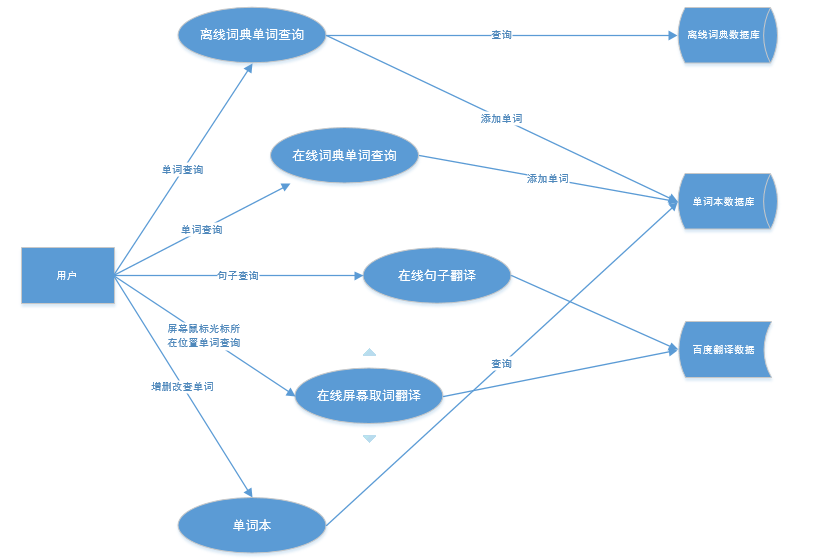 离线词典单词查询
查询
离线词典数据库
添加单词
在线词典单词查询
单词查询
添加单词
单词本数据库
单词查询
用户
句子查询
在线句子翻译
屏幕鼠标光标所
在位置单词查询
百度翻译数据
查询
增删改查单词
在线屏幕取词翻译
单词本